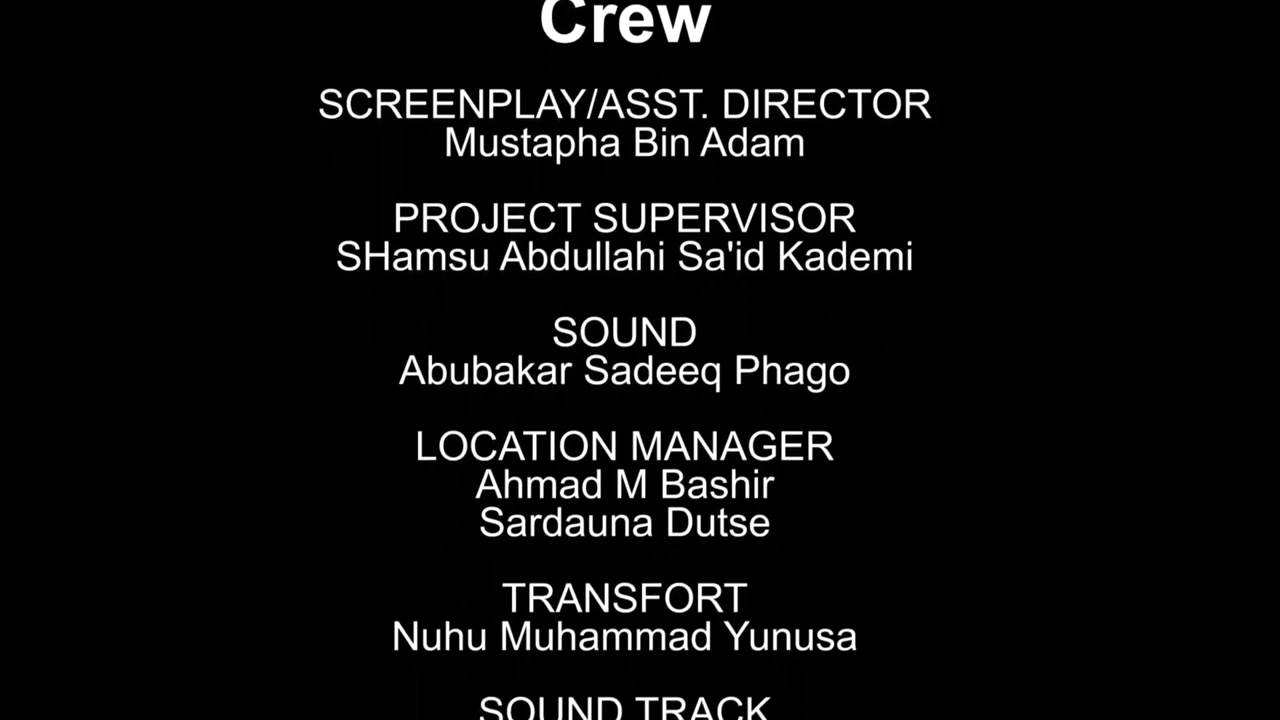 Crew
SCREENPLAY/ASST. DIRECTOR
Mustapha Bin Adam
PROJECT SUPERVISOR
SHamsu Abdullahi Sa'id Kademi
SOUND
Abubakar Sadeeq Phago
LOCATION MANAGER
Ahmad M Bashir
Sardauna Dutse
TRANSFORT
Nuhu Muhammad Yunusa
SOUND TRACK